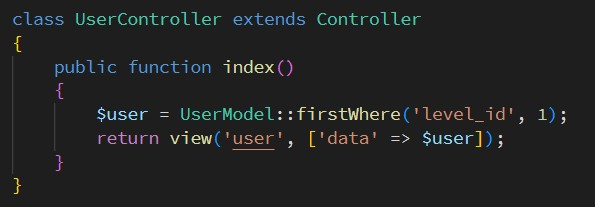 class UserController extends Controller
{
    public function index()
    {
        $user = UserModel::firstWhere('level_id', 1);
        return view('user', ['data' => $user]);
    }
}